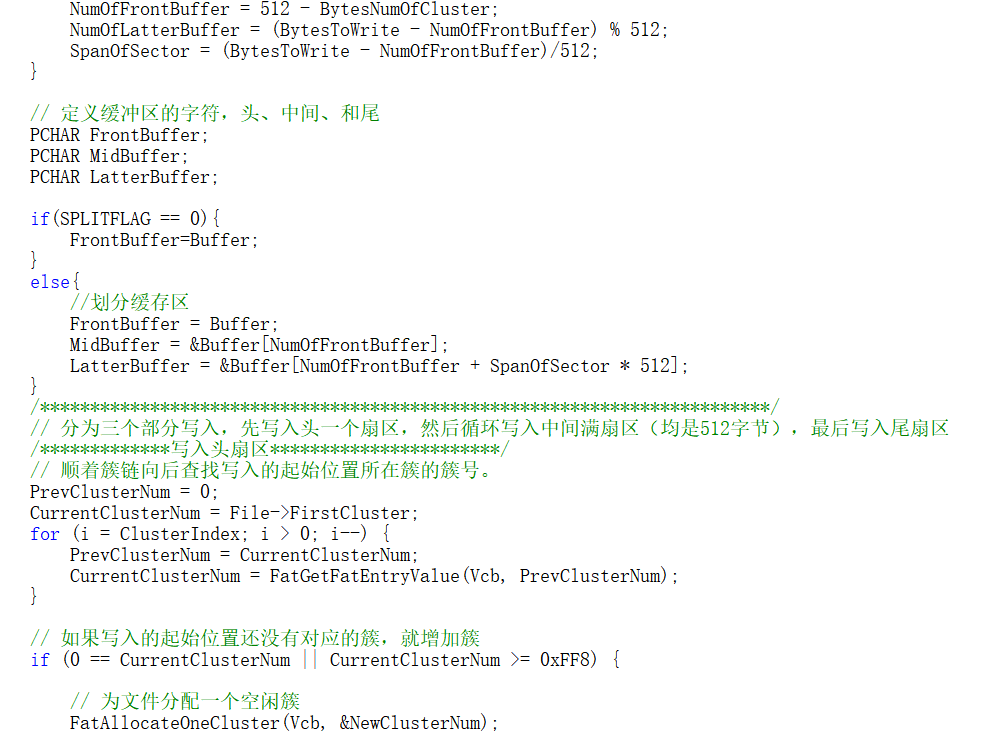 NumOfFrontBuffer = 512 - BytesNumOfCluster;
NumOfLatterBuffer = (BytesToWrite - NumOfFrontBuffer) % 512;
SpanOfSector = (BytesToWrite - NumOfFrontBuffer)/512;
}
// 定义缓冲区的字符，头、中间、和尾
PCHAR FrontBuffer;
PCHAR MidBuffer;
PCHAR LatterBuffer;
if(SPLITFLAG == 0){
FrontBuffer=Buffer;
}
else{
//划分缓存区
FrontBuffer = Buffer;
MidBuffer = &Buffer[NumOfFrontBuffer];
LatterBuffer = &Buffer[NumOfFrontBuffer + SpanOfSector * 512];
}
/*************************************************************************/
// 分为三个部分写入，先写入头一个扇区，然后循环写入中间满扇区（均是512字节），最后写入尾扇区
/*************写入头扇区***********************/
// 顺着簇链向后查找写入的起始位置所在簇的簇号。
PrevClusterNum = 0;
CurrentClusterNum = File->FirstCluster;
for (i = ClusterIndex; i > 0; i--) {
PrevClusterNum = CurrentClusterNum;
CurrentClusterNum = FatGetFatEntryValue(Vcb, PrevClusterNum);
}
// 如果写入的起始位置还没有对应的簇，就增加簇
if (0 == CurrentClusterNum || CurrentClusterNum >= 0xFF8) {
// 为文件分配一个空闲簇
FatAllocateOneCluster(Vcb, &NewClusterNum);